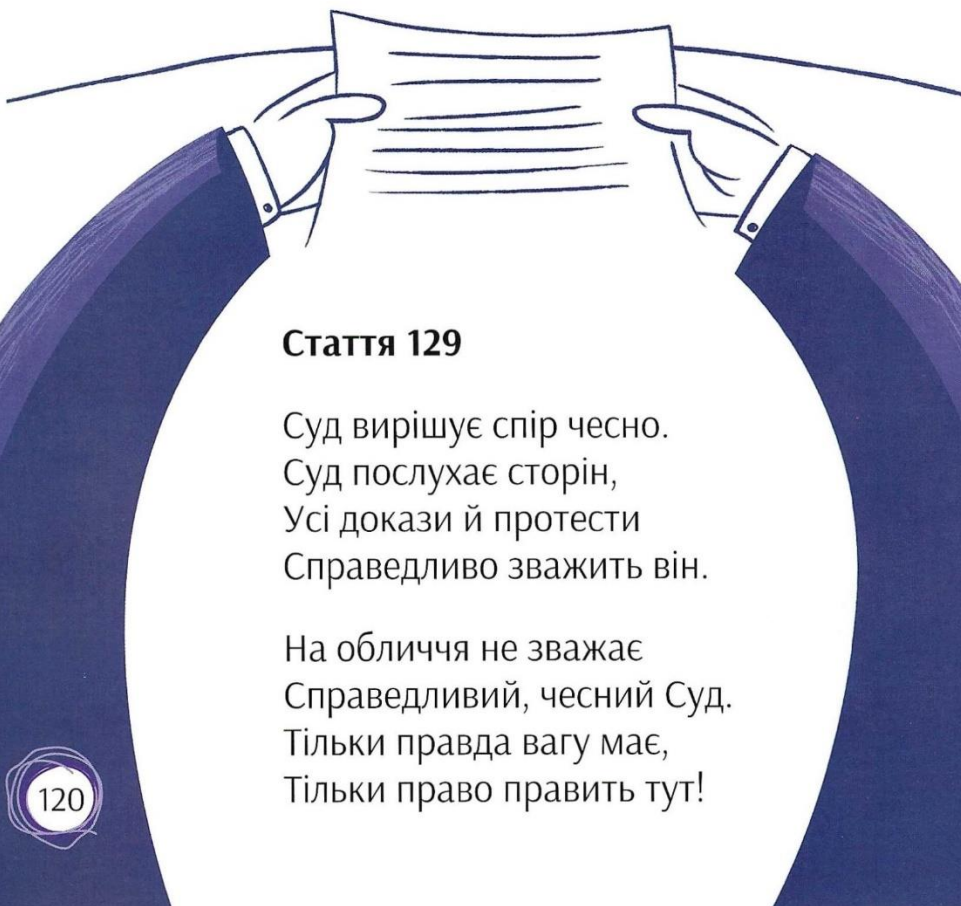 Стаття 129
Суд вирішує спір чесно.
Суд послухає сторін,
Усі докази й протести
Справедливо зважить він.
На обличчя не зважає
Справедливий, чесний Суд.
Тільки правда вагу має,
Тільки право править тут!
120